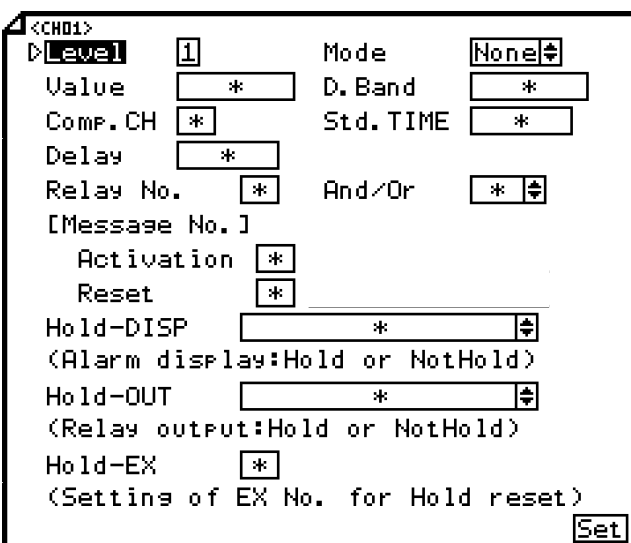 <CH01>
Level 1 Mode None
Value * D.Band *
Comp.CH * Std.TIME *
Delay *
Relay No. * And/Or *
[Message No.]
Activation *
Reset *
Hold-DISP *
(Alarm display:Hold or NotHold)
Hold-OUT *
(Relay output:Hold or NotHold)
Hold-EX *
(Setting of EX No. for Hold reset)
Set